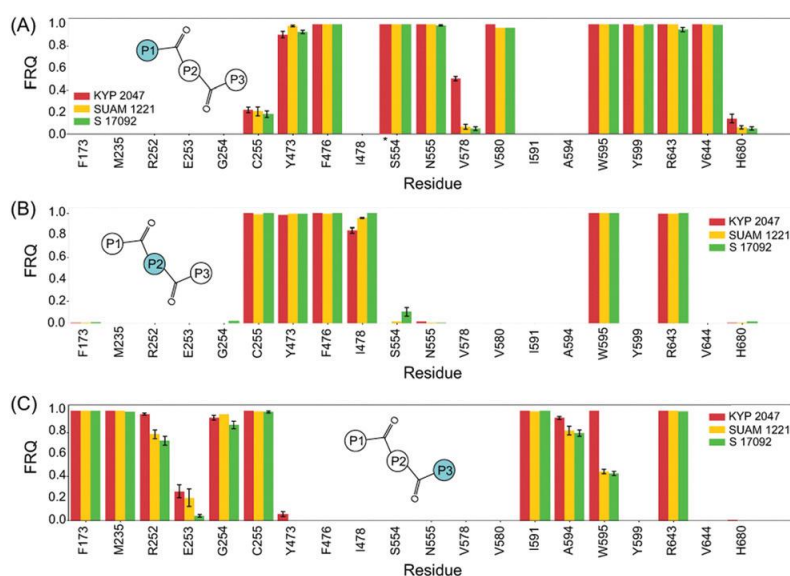 (A)
FRQ
1.0
0.8
0.6
0.4
0.2
0.0
P1
O
P2
P3
O
KYP 2047
SUAM 1221
S 17092
*
F173
M235
R252
E253
G254
C255
Y473
F476
I478
S554
N555
V578
V580
I591
A594
W595
Y599
R643
V644
H680
Residue
(B)
FRQ
1.0
0.8
0.6
0.4
0.2
0.0
P1
O
P2
P3
O
KYP 2047
SUAM 1221
S 17092
F173
M235
R252
E253
G254
C255
Y473
F476
I478
S554
N555
V578
V580
I591
A594
W595
Y599
R643
V644
H680
Residue
(C)
FRQ
1.0
0.8
0.6
0.4
0.2
0.0
P1
O
P2
P3
O
KYP 2047
SUAM 1221
S 17092
F173
M235
R252
E253
G254
C255
Y473
F476
I478
S554
N555
V578
V580
I591
A594
W595
Y599
R643
V644
H680
Residue